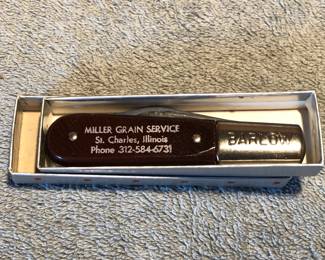 MILLER GRAIN SERVICE
St. Charles, Illinois
Phone 312-584-6731
BARLOW